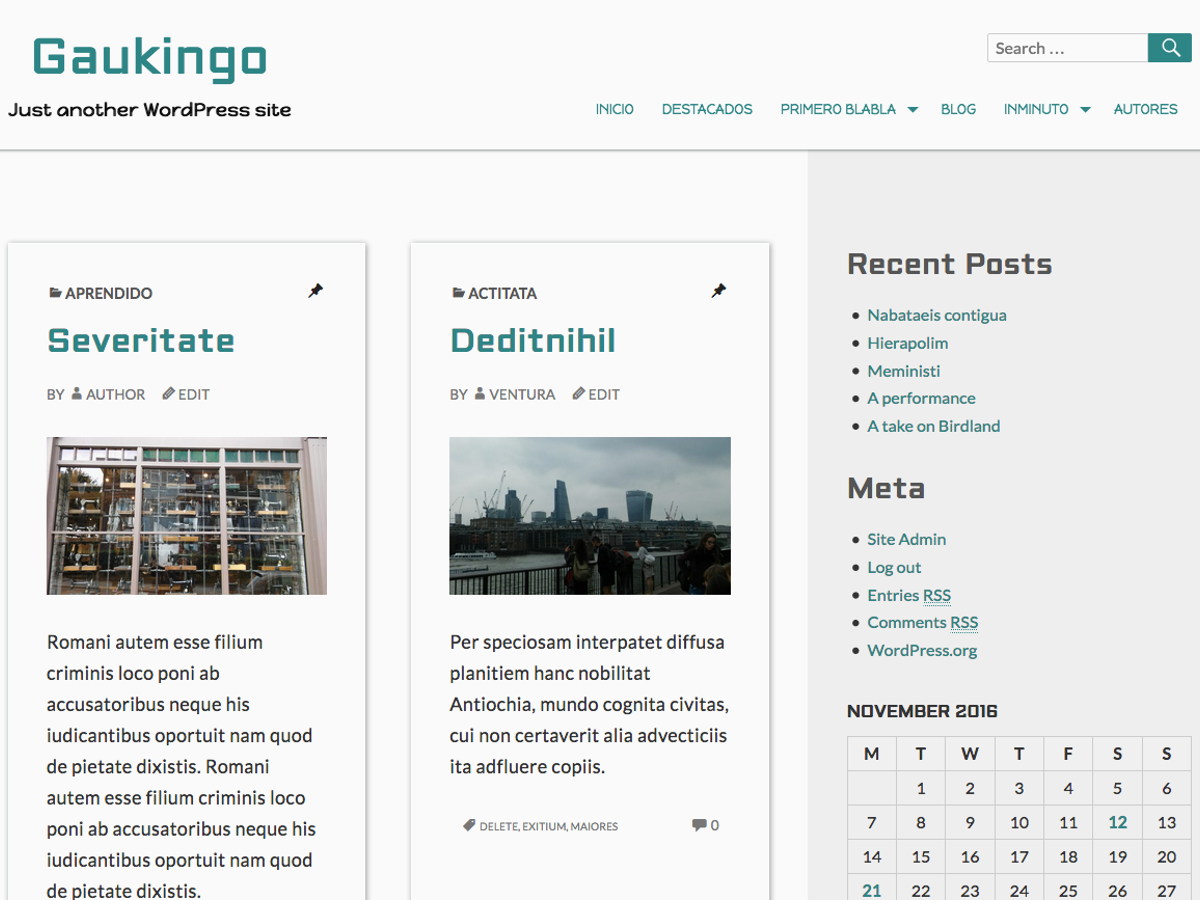 Gaukingo
Search ...
Just another WordPress site
INICIO DESTACADOS PRIMERO BLABLA BLOG INMINUTO AUTORES
APRENDIDO
Severitate
BY AUTHOR EDIT
Romani autem esse filium
criminis loco poni ab
accusatoribus neque his
iudicantibus oportuit nam quod
de pietate dixistis. Romani
autem esse filium criminis loco
poni ab accusatoribus neque his
iudicantibus oportuit nam quod
de pietate dixistis.
ACTITATA
Deditnihil
BY VENTURA EDIT
Per speciosam interpatet diffusa
planitiem hanc nobilitat
Antiochia, mundo cognita civitas,
cui non certaverit alia advecticiis
ita adfluere copiis.
DELETE, EXITIUM, MAIORES 0
Recent Posts
Nabataeis contigua
Hierapolim
Meministi
A performance
A take on Birdland
Meta
Site Admin
Log out
Entries RSS
Comments RSS
WordPress.org
NOVEMBER 2016
M T W T F S S
1 2 3 4 5 6
7 8 9 10 11 12 13
14 15 16 17 18 19 20
21 22 23 24 25 26 27